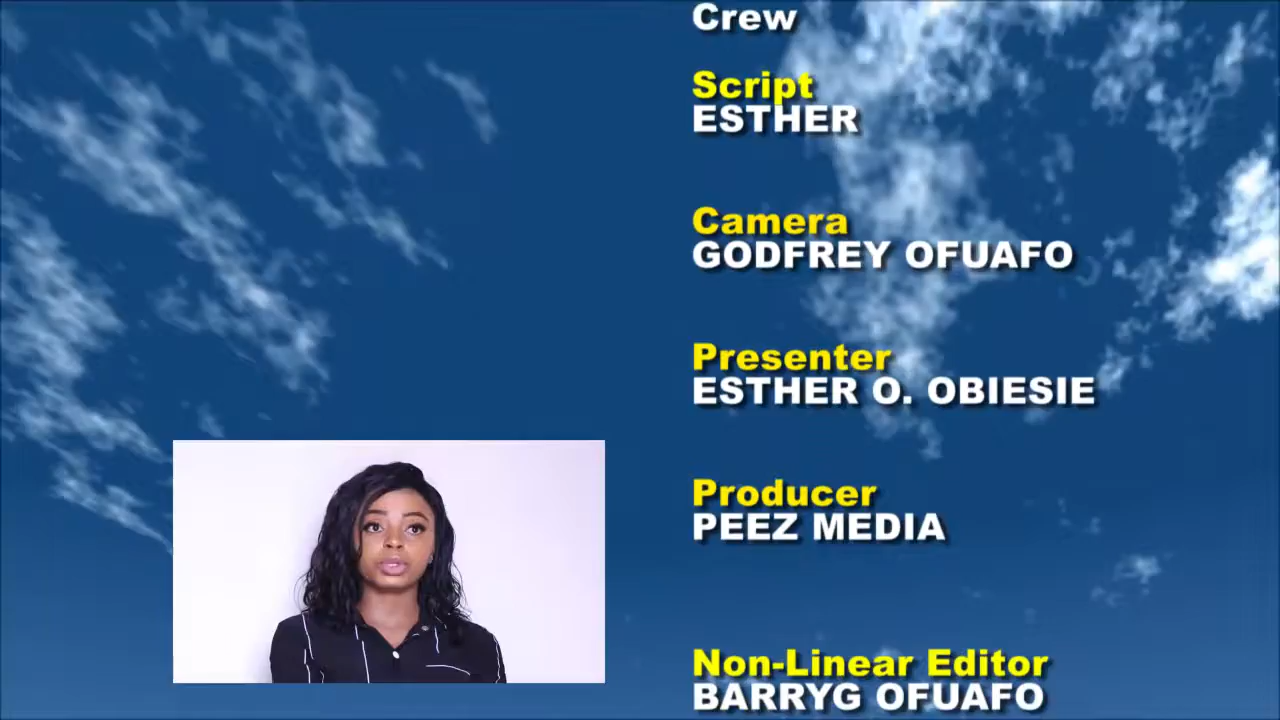 Crew
Script
ESTHER
Camera
GODFREY OFUAFO
Presenter
ESTHER O. OBIESIE
Producer
PEEZ MEDIA
Non-Linear Editor
BARRYG OFUAFO